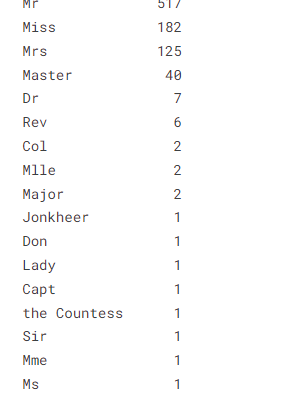 Mr 517
Miss 182
Mrs 125
Master 40
Dr 7
Rev 6
Col 2
Mlle 2
Major 2
Jonkheer 1
Don 1
Lady 1
Capt 1
the Countess 1
Sir 1
Mme 1
Ms 1